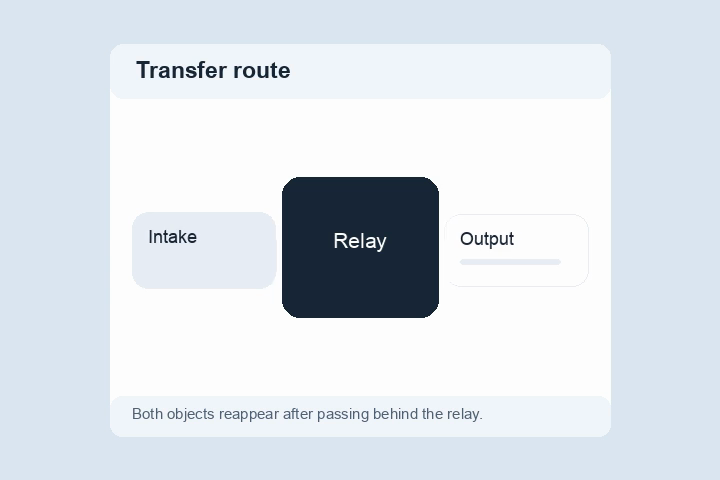 Transfer route
Intake
Relay
Output
Both objects reappear after passing behind the relay.